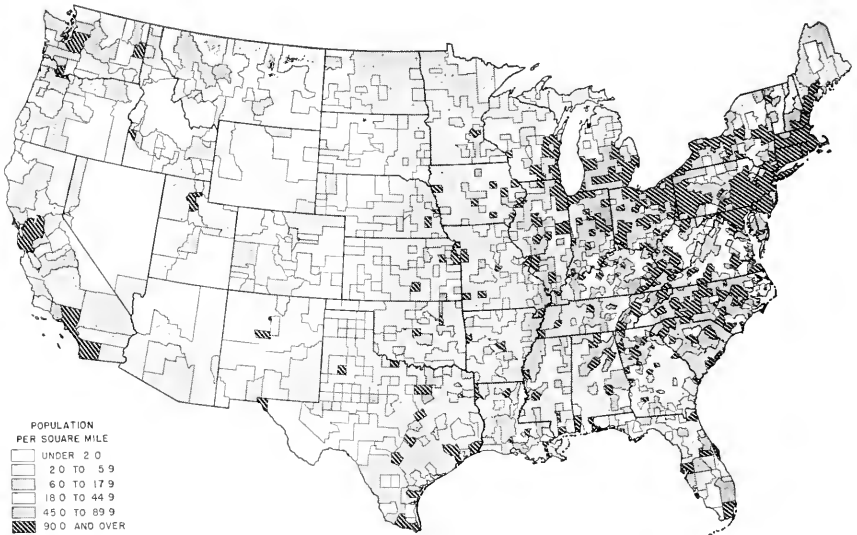 POPULATION
PER SQUARE MILE
UNDER 2 0
2 0 TO 5 9
6 0 TO 17 9
18 0 TO 44 9
45 0 TO 89 9
90 0 AND OVER